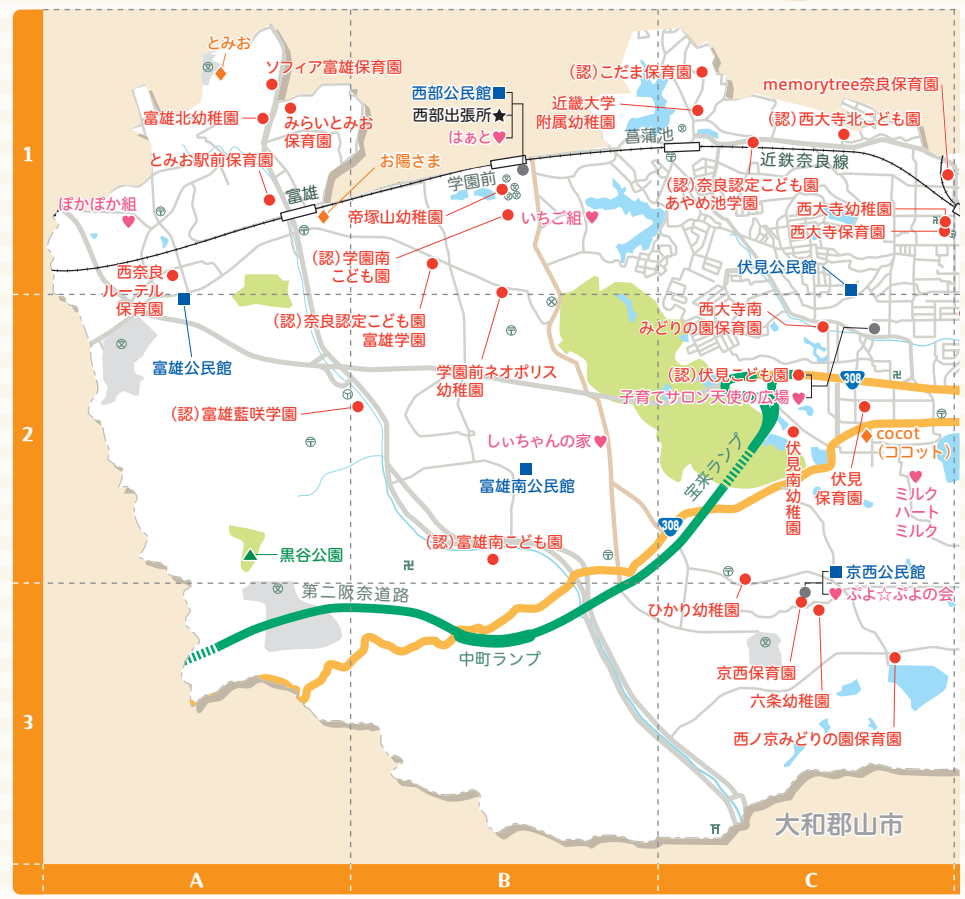 とみお
ソフィア富雄保育園
富雄北幼稚園
みらいとみお
保育園
とみお駅前保育園
お陽さま
ぽかぽか組
富雄
西部公民館
西部出張所
はぁと
学園前
帝塚山幼稚園
いちご組
(認)学園南
こども園
(認)こだま保育園
近畿大学
附属幼稚園
菖蒲池
memorytree奈良保育園
(認)西大寺北こども園
近鉄奈良線
(認)奈良認定こども園
あやめ池学園
西大寺幼稚園
西大寺保育園
伏見公民館
西奈良
ルーテル
保育園
富雄公民館
(認)奈良認定こども園
富雄学園
学園前ネオポリス
幼稚園
西大寺南
みどりの園保育園
(認)伏見こども園
子育てサロン天使の広場
308
(認)富雄藍咲学園
しぃちゃんの家
富雄南公民館
宝来ランプ
伏見南幼稚園
cocot
(ココット)
伏見
保育園
ミルク
ハート
ミルク
308
黒谷公園
(認)富雄南こども園
京西公民館
ぷよ☆ぷよの会
ひかり幼稚園
第二阪奈道路
中町ランプ
京西保育園
六条幼稚園
西ノ京みどりの園保育園
大和郡山市
1
2
3
A
B
C